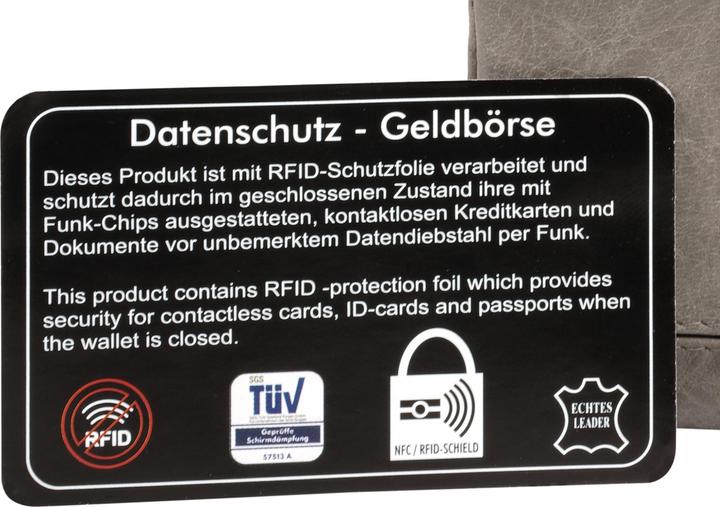 Datenschutz - Geldbörse
Dieses Produkt ist mit RFID-Schutzfolie verarbeitet und
schutzt dadurch im geschlossenen Zustand ihre mit
Funk-Chips ausgestatteten, kontaktlosen Kreditkarten und
Dokumente vor unbemerktem Datendiebstahl per Funk.
This product contains RFID -protection foil which provides
security for contactless cards, ID-cards and passports when
the wallet is closed.
RFID
SGS
TÜV
Geprüfte
Schirmdämpfung
57513 A
NFC / RFID-SHIELD
ECHTES
LEADER